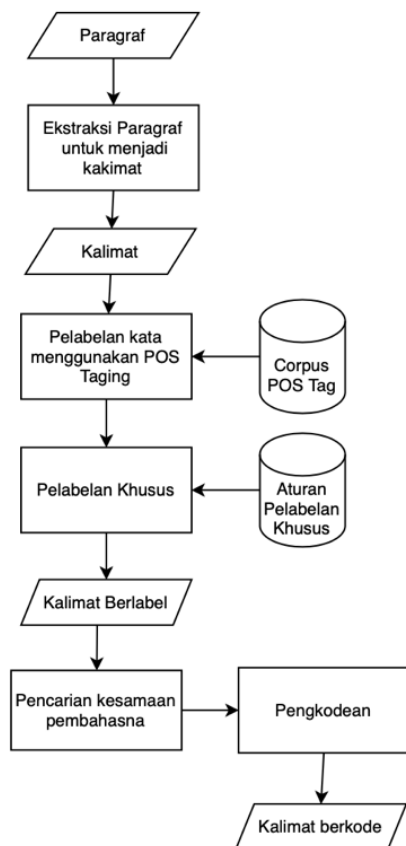 Paragraf
Ekstraksi Paragraf
untuk menjadi
kakimat
Kalimat
Pelabelan kata
menggunakan POS
Taging
Corpus
POS Tag
Pelabelan Khusus
Aturan
Pelabelan
Khusus
Kalimat Berlabel
Pencarian kesamaan
pembahasna
Pengkodean
Kalimat berkode